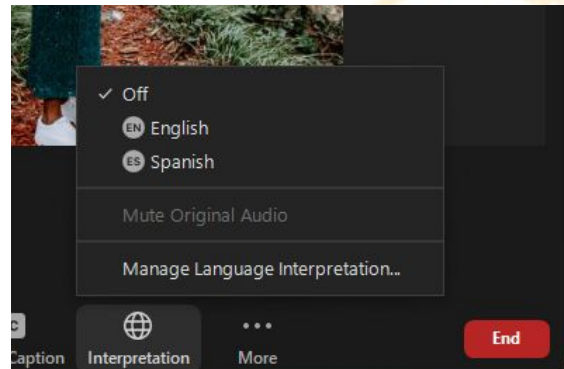 Off
EN English
ES Spanish
Mute Original Audio
Manage Language Interpretation...
C
Caption Interpretation More End